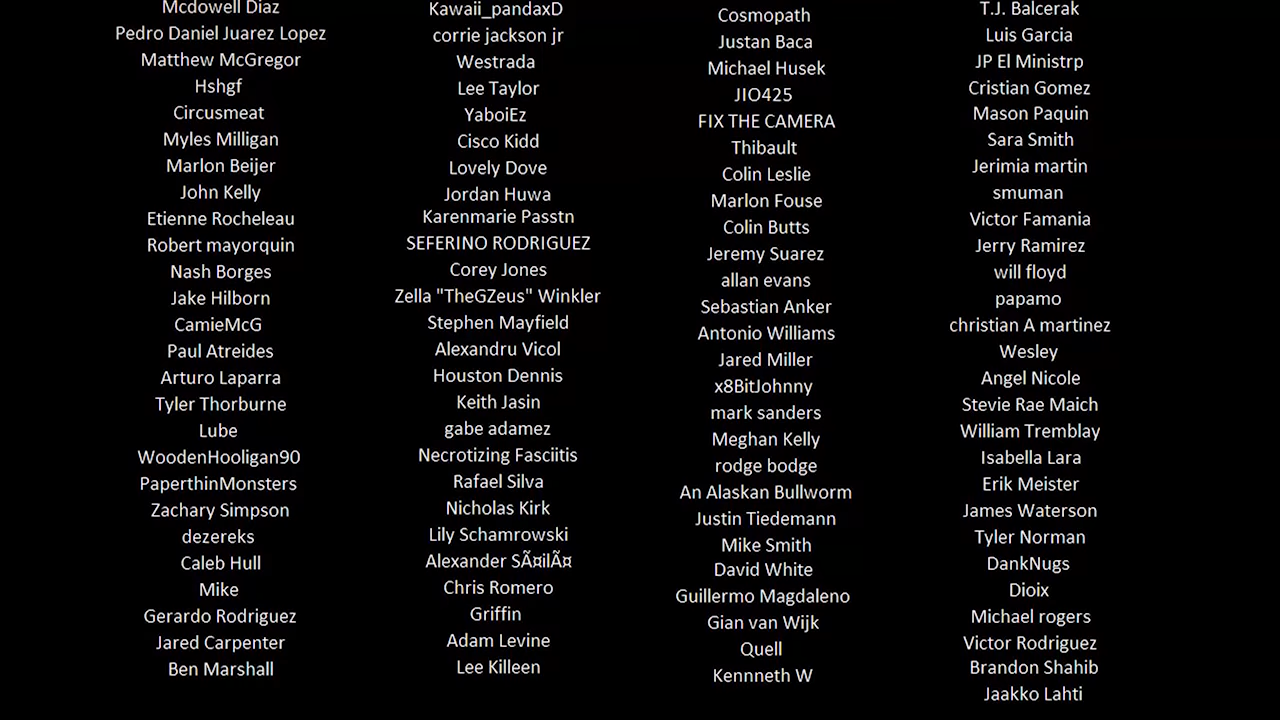 Mcdowell Diaz
Pedro Daniel Juarez Lopez
Matthew McGregor
Hshgf
Circusmeat
Myles Milligan
Marlon Beijer
John Kelly
Etienne Rocheleau
Robert mayorquin
Nash Borges
Jake Hilborn
CamieMcG
Paul Atreides
Arturo Laparra
Tyler Thorburne
Lube
WoodenHooligan90
PaperthinMonsters
Zachary Simpson
dezereks
Caleb Hull
Mike
Gerardo Rodriguez
Jared Carpenter
Ben Marshall
Kawaii_pandaxD
corrie jackson jr
Westrada
Lee Taylor
YaboiEz
Cisco Kidd
Lovely Dove
Jordan Huwa
Karenmarie Passtn
SEFERINO RODRIGUEZ
Corey Jones
Zella "TheGZeus" Winkler
Stephen Mayfield
Alexandru Vicol
Houston Dennis
Keith Jasin
gabe adamez
Necrotizing Fasciitis
Rafael Silva
Nicholas Kirk
Lily Schamrowski
Alexander SÃ¤ilÃ¤
Chris Romero
Griffin
Adam Levine
Lee Killeen
Cosmopath
Justan Baca
Michael Husek
JIO425
FIX THE CAMERA
Thibault
Colin Leslie
Marlon Fouse
Colin Butts
Jeremy Suarez
allan evans
Sebastian Anker
Antonio Williams
Jared Miller
x8BitJohnny
mark sanders
Meghan Kelly
rodge bodge
An Alaskan Bullworm
Justin Tiedemann
Mike Smith
David White
Guillermo Magdaleno
Gian van Wijk
Quell
Kennneth W
T.J. Balcerak
Luis Garcia
JP El Ministrp
Cristian Gomez
Mason Paquin
Sara Smith
Jerimia martin
smuman
Victor Famania
Jerry Ramirez
will floyd
papamo
christian A martinez
Wesley
Angel Nicole
Stevie Rae Maich
William Tremblay
Isabella Lara
Erik Meister
James Waterson
Tyler Norman
DankNugs
Dioix
Michael rogers
Victor Rodriguez
Brandon Shahib
Jaakko Lahti